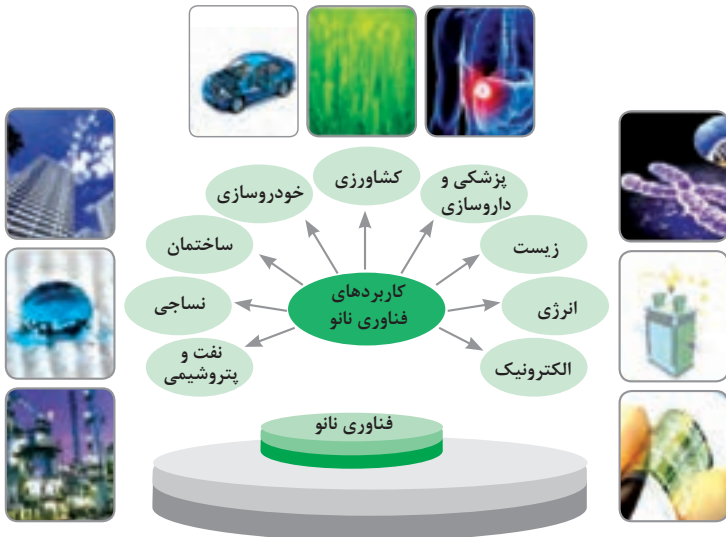 کشاورزی
پزشکی و
داروسازی
خودروسازی
زیست
ساختمان
انرژی
کاربردهای
فناوری نانو
نساجی
الکترونیک
نفت و
پتروشیمی
فناوری نانو